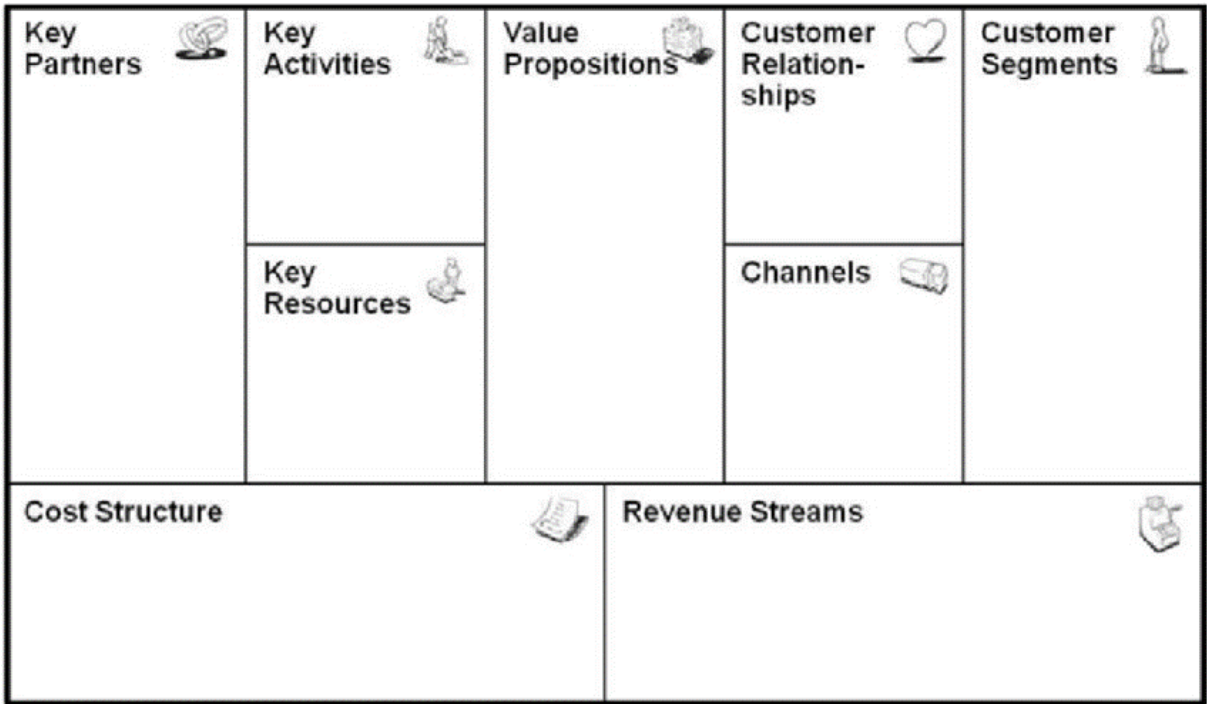 Key
Partners
Key
Activities
Key
Resources
Value
Propositions
Customer
Relation-
ships
Channels
Customer
Segments
Cost Structure
Revenue Streams